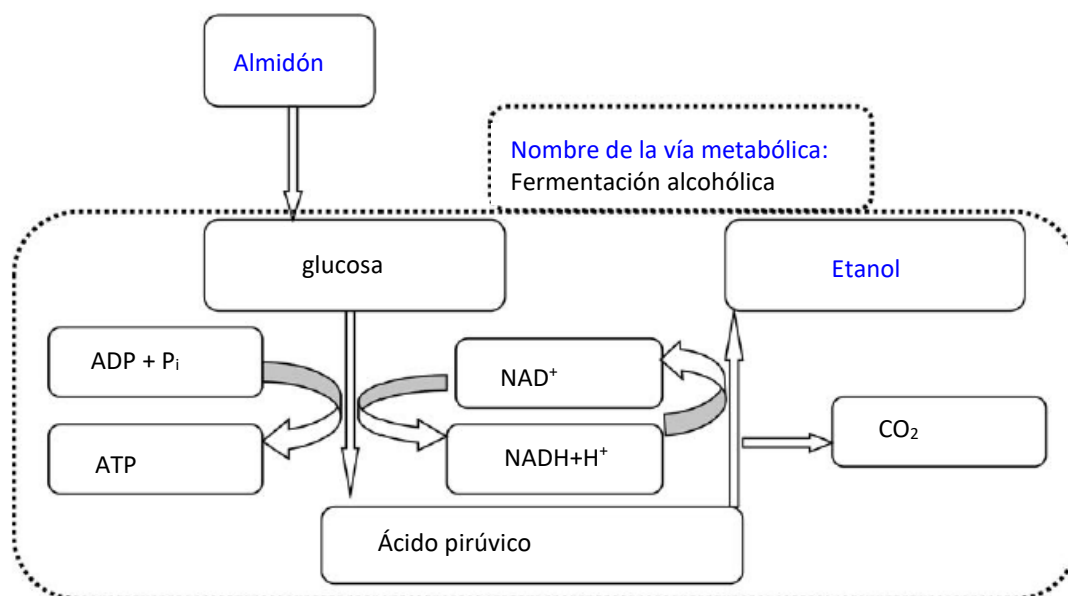 Almidón
Nombre de la vía metabólica:
Fermentación alcohólica
glucosa
Etanol
ADP + Pᵢ
NAD⁺
ATP
NADH+H⁺
CO₂
Ácido pirúvico